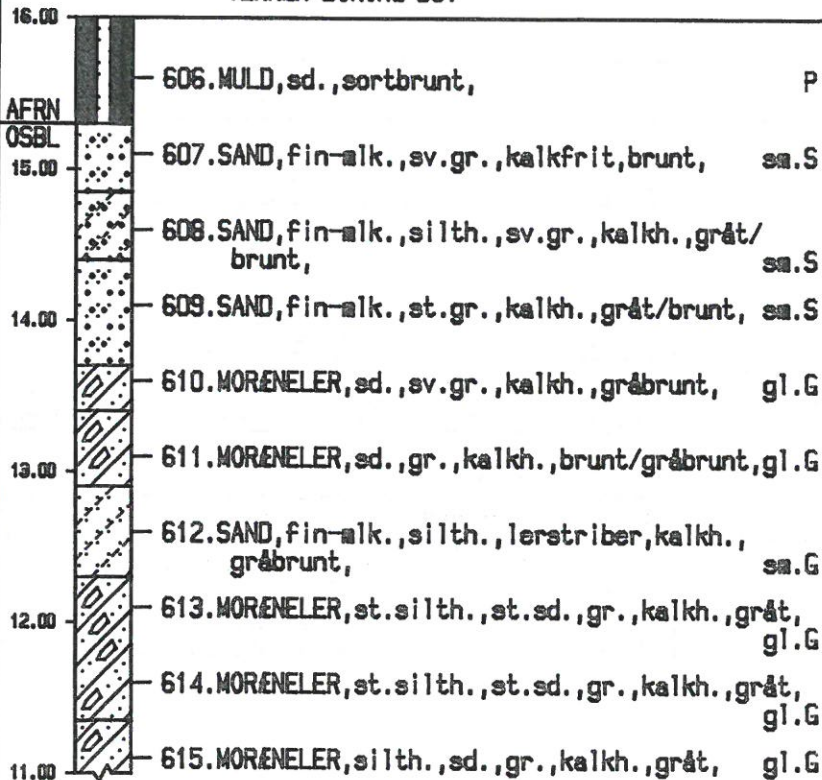 16.00
606.MULD,sd.,sortbrunt, P
AFRN
OSBL
607.SAND,fin-mlk.,sv.gr.,kalkfrit,brunt, sm.S
15.00
608.SAND,fin-mlk.,silth.,sv.gr.,kalkh.,gråt/
brunt, sm.S
609.SAND,fin-mlk.,st.gr.,kalkh.,gråt/brunt, sm.S
14.00
610.MORÆNELER,sd.,sv.gr.,kalkh.,gråbrunt, gl.G
611.MORÆNELER,sd.,gr.,kalkh.,brunt/gråbrunt,gl.G
13.00
612.SAND,fin-mlk.,silth.,lerstriber,kalkh.,
gråbrunt, sm.G
613.MORÆNELER,st.silth.,st.sd.,gr.,kalkh.,gråt,
12.00
gl.G
614.MORÆNELER,st.silth.,st.sd.,gr.,kalkh.,gråt,
gl.G
615.MORÆNELER,silth.,sd.,gr.,kalkh.,gråt, gl.G
11.00